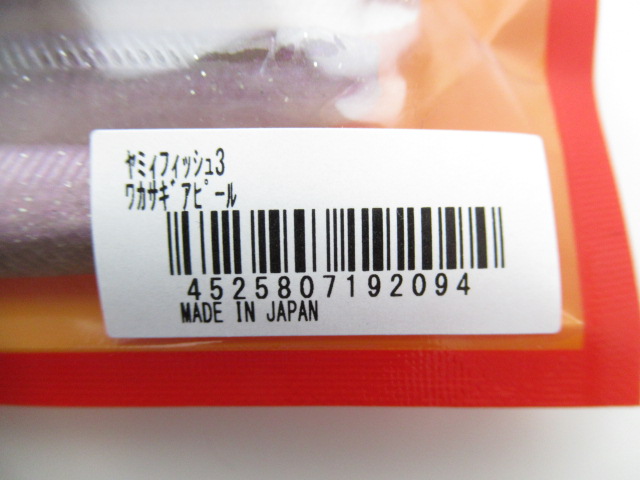 ﾔﾐｨﾌｨｯｼｭ3
ﾜｶｻｷﾞｱﾋﾟｰﾙ
4525807192094
MADE IN JAPAN